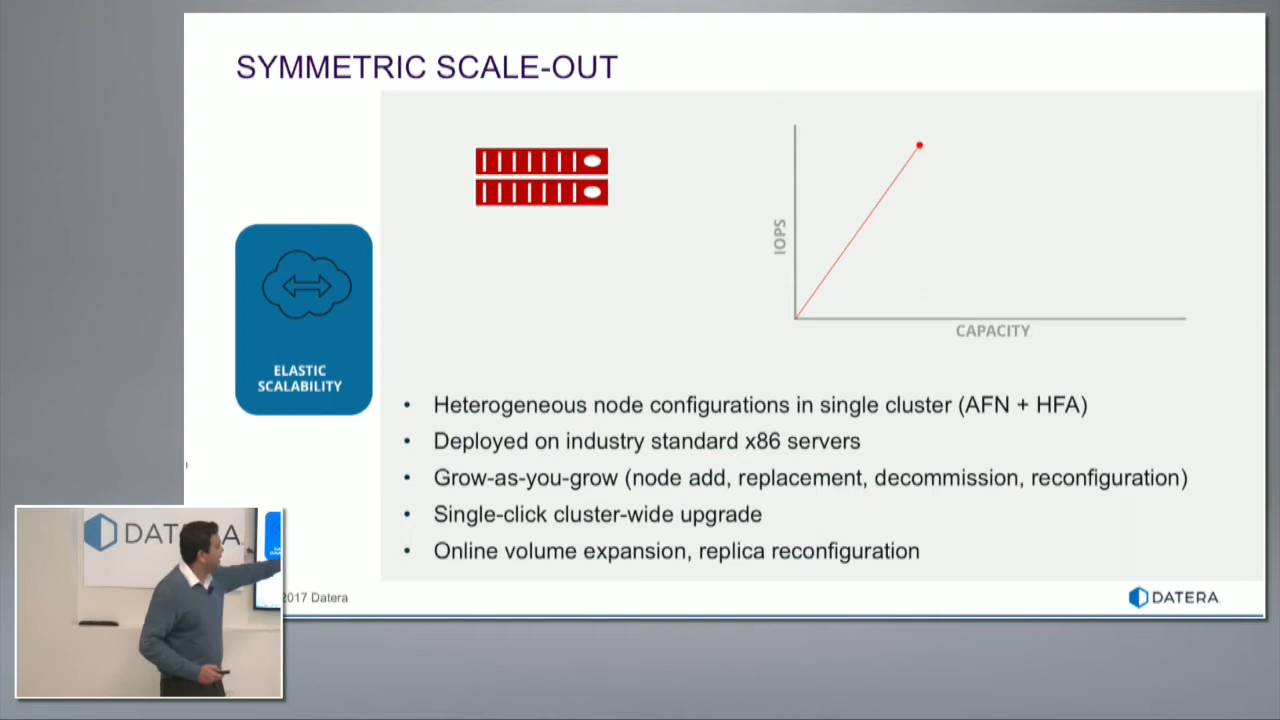 SYMMETRIC SCALE-OUT
IOPS
CAPACITY
ELASTIC
SCALABILITY
• Heterogeneous node configurations in single cluster (AFN + HFA)
• Deployed on industry standard x86 servers
• Grow-as-you-grow (node add, replacement, decommission, reconfiguration)
• Single-click cluster-wide upgrade
• Online volume expansion, replica reconfiguration
2017 Datera
DATERA
DATERA